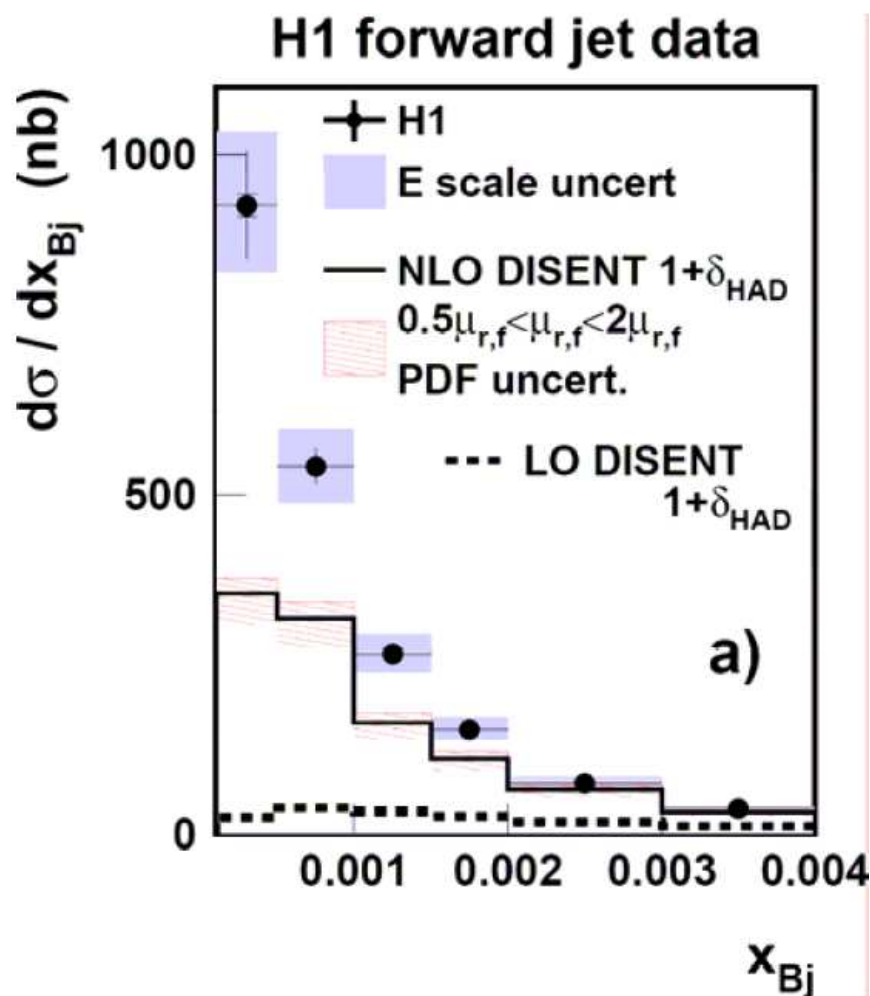 H1 forward jet data
dσ / dx_Bj (nb)
1000
500
0
H1
E scale uncert
NLO DISENT 1+δ_HAD
0.5μ_r,f<μ_r,f<2μ_r,f
PDF uncert.
LO DISENT
1+δ_HAD
a)
0.001 0.002 0.003 0.004
x_Bj